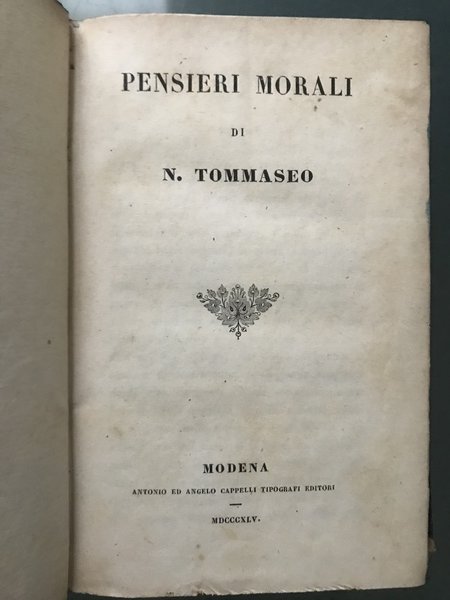 PENSIERI MORALI
DI
N. TOMMASEO
MODENA
ANTONIO ED ANGELO CAPPELLI TIPOGRAFI EDITORI
MDCCCXLV.